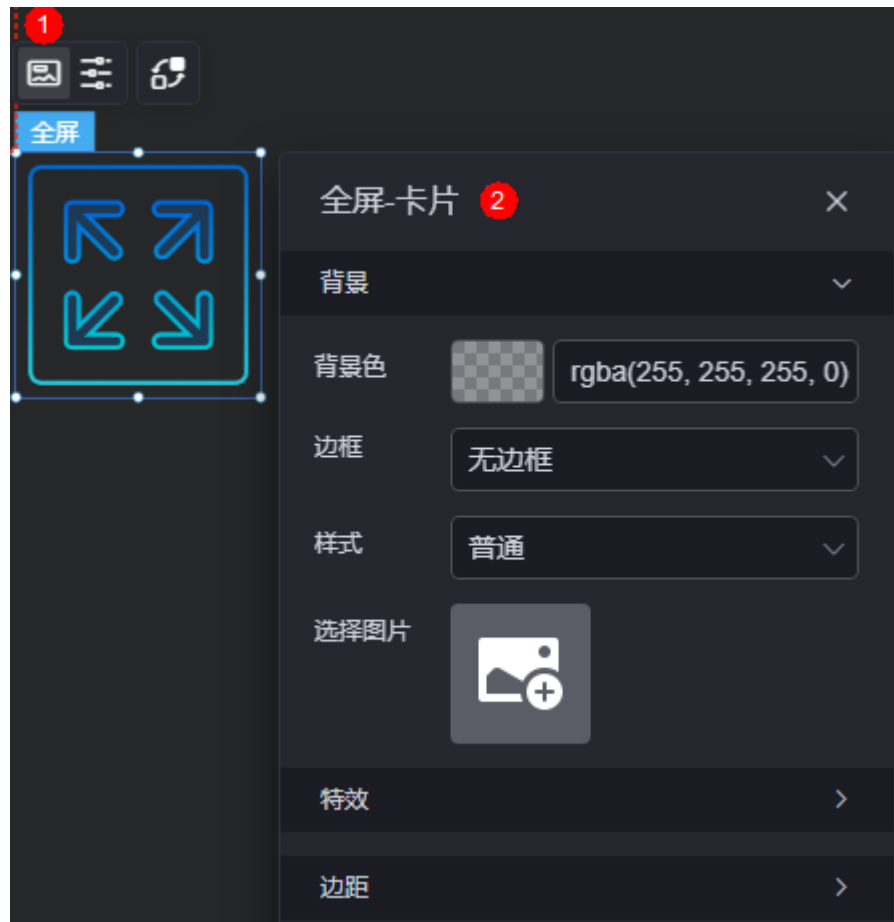 1
全屏
全屏-卡片 2
背景
背景色 rgba(255, 255, 255, 0)
边框 无边框
样式 普通
选择图片
特效
边距